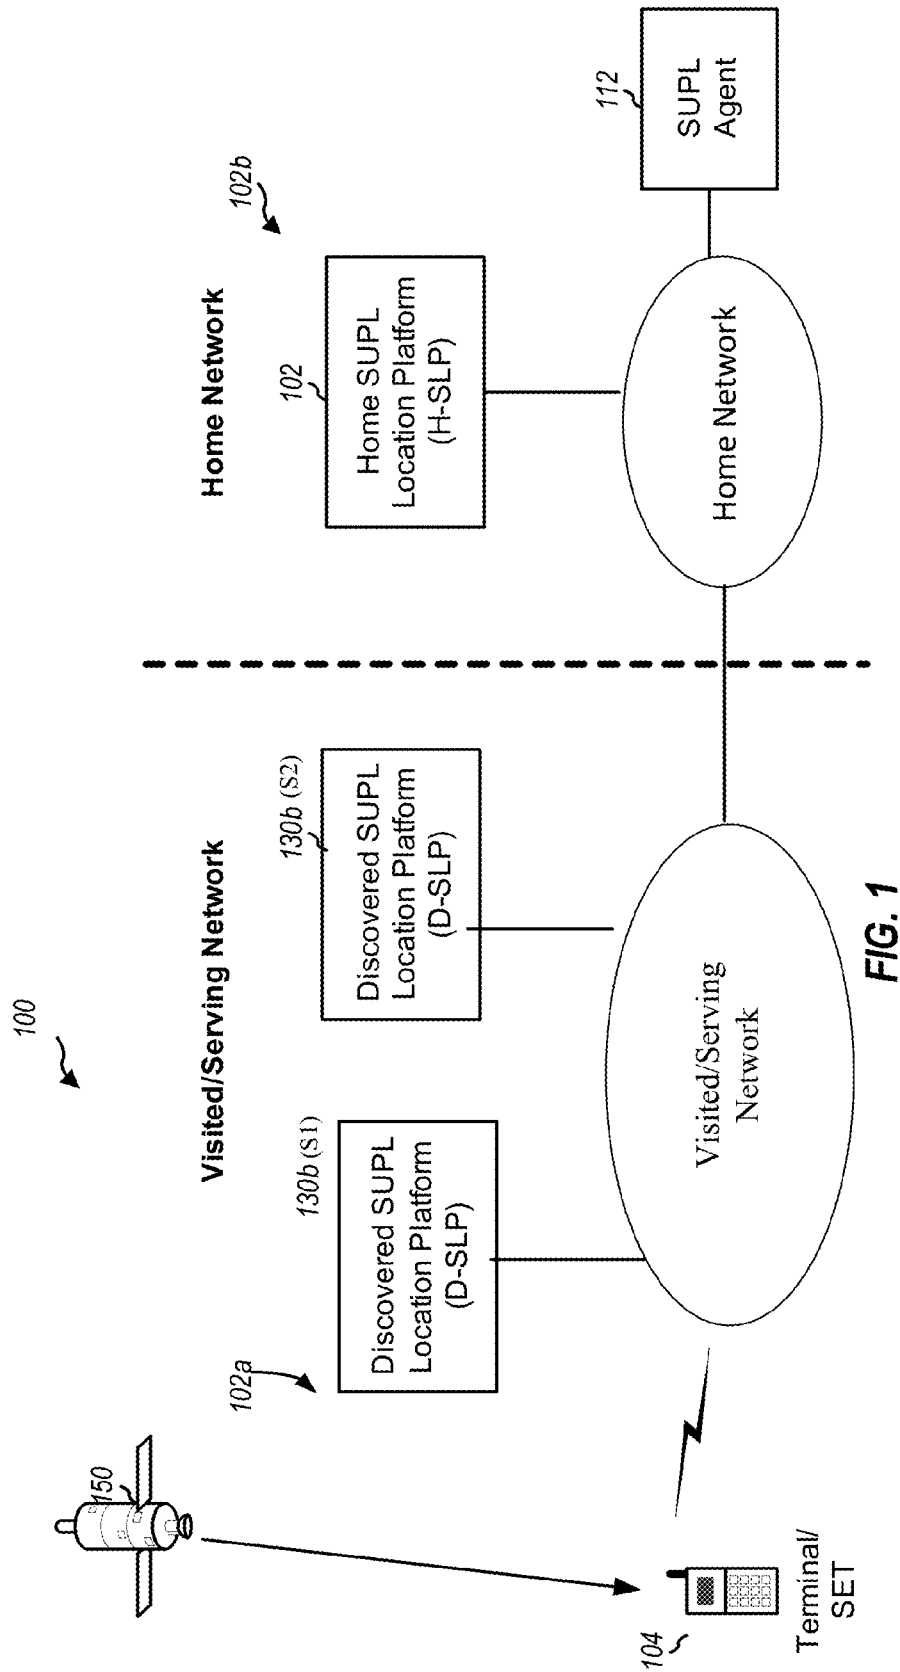 100
Visited/Serving Network
Home Network
102a
130b (S1)
Discovered SUPL
Location Platform
(D-SLP)
130b (S2)
Discovered SUPL
Location Platform
(D-SLP)
102
Home SUPL
Location Platform
(H-SLP)
102b
150
112
SUPL
Agent
104
Terminal/
SET
Visited/Serving
Network
Home Network
FIG. 1